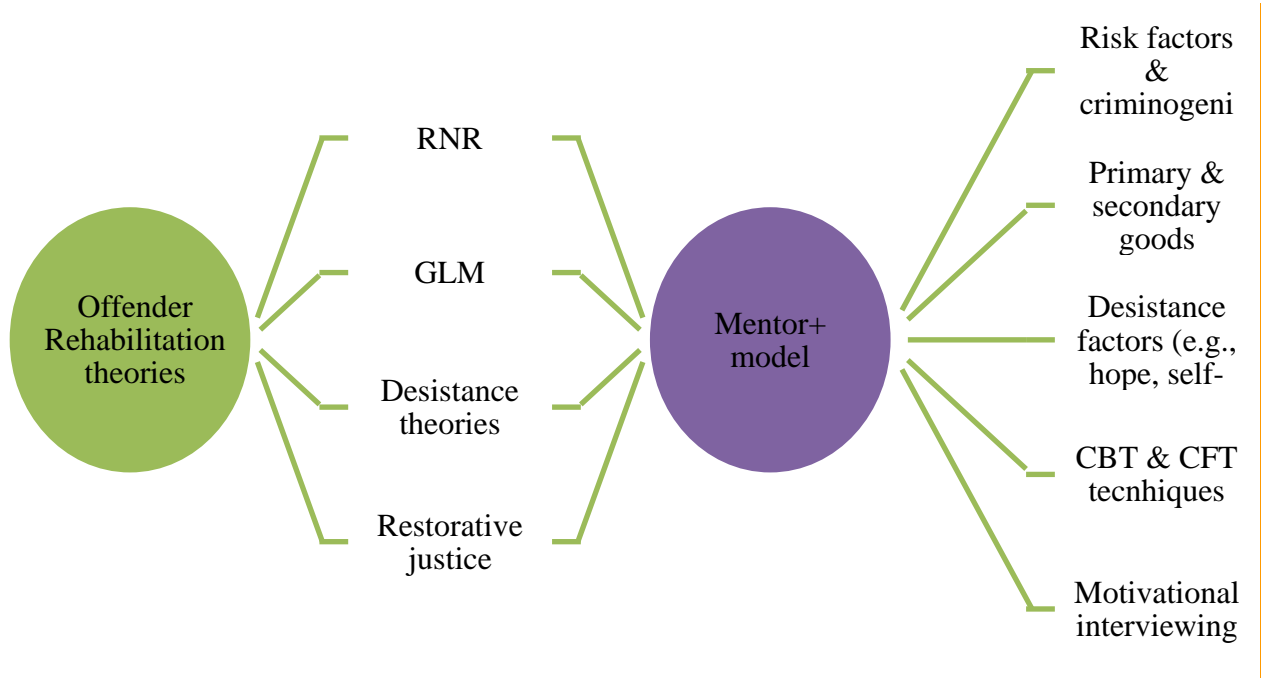 Offender
Rehabilitation
theories
RNR
GLM
Desistance
theories
Restorative
justice
Mentor+
model
Risk factors
&
criminogeni
Primary &
secondary
goods
Desistance
factors (e.g.,
hope, self-
CBT & CFT
tecnhiques
Motivational
interviewing